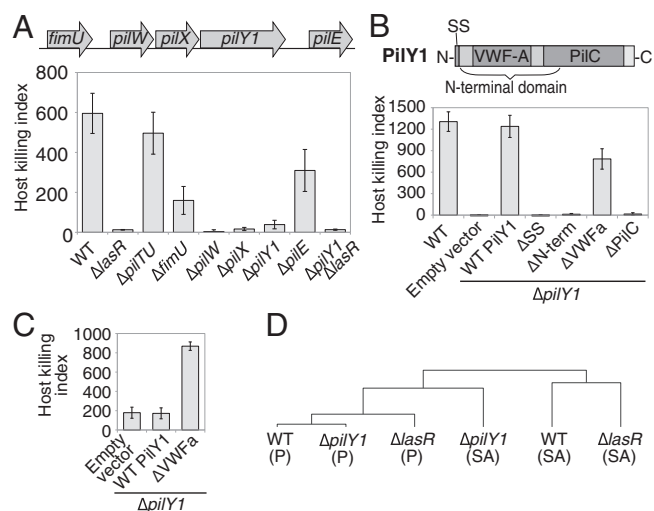 A
fimU pilW pilX pilY1 pilE
Host killing index
800
600
400
200
0
WT
ΔlasR
ΔpilTU
ΔfimU
ΔpilW
ΔpilX
ΔpilY1
ΔpilE
ΔpilY1
ΔlasR
B
SS
PilY1 N- VWF-A PilC -C
N-terminal domain
Host killing index
1500
1200
900
600
300
0
WT
Empty vector
WT PilY1
ΔSS
ΔN-term
ΔVWFa
ΔPilC
ΔpilY1
C
Host killing
index
1000
800
600
400
200
0
Empty
vector
WT PilY1
ΔVWFa
ΔpilY1
D
WT ΔpilY1 ΔlasR ΔpilY1 WT ΔlasR
(P) (P) (P) (SA) (SA) (SA)